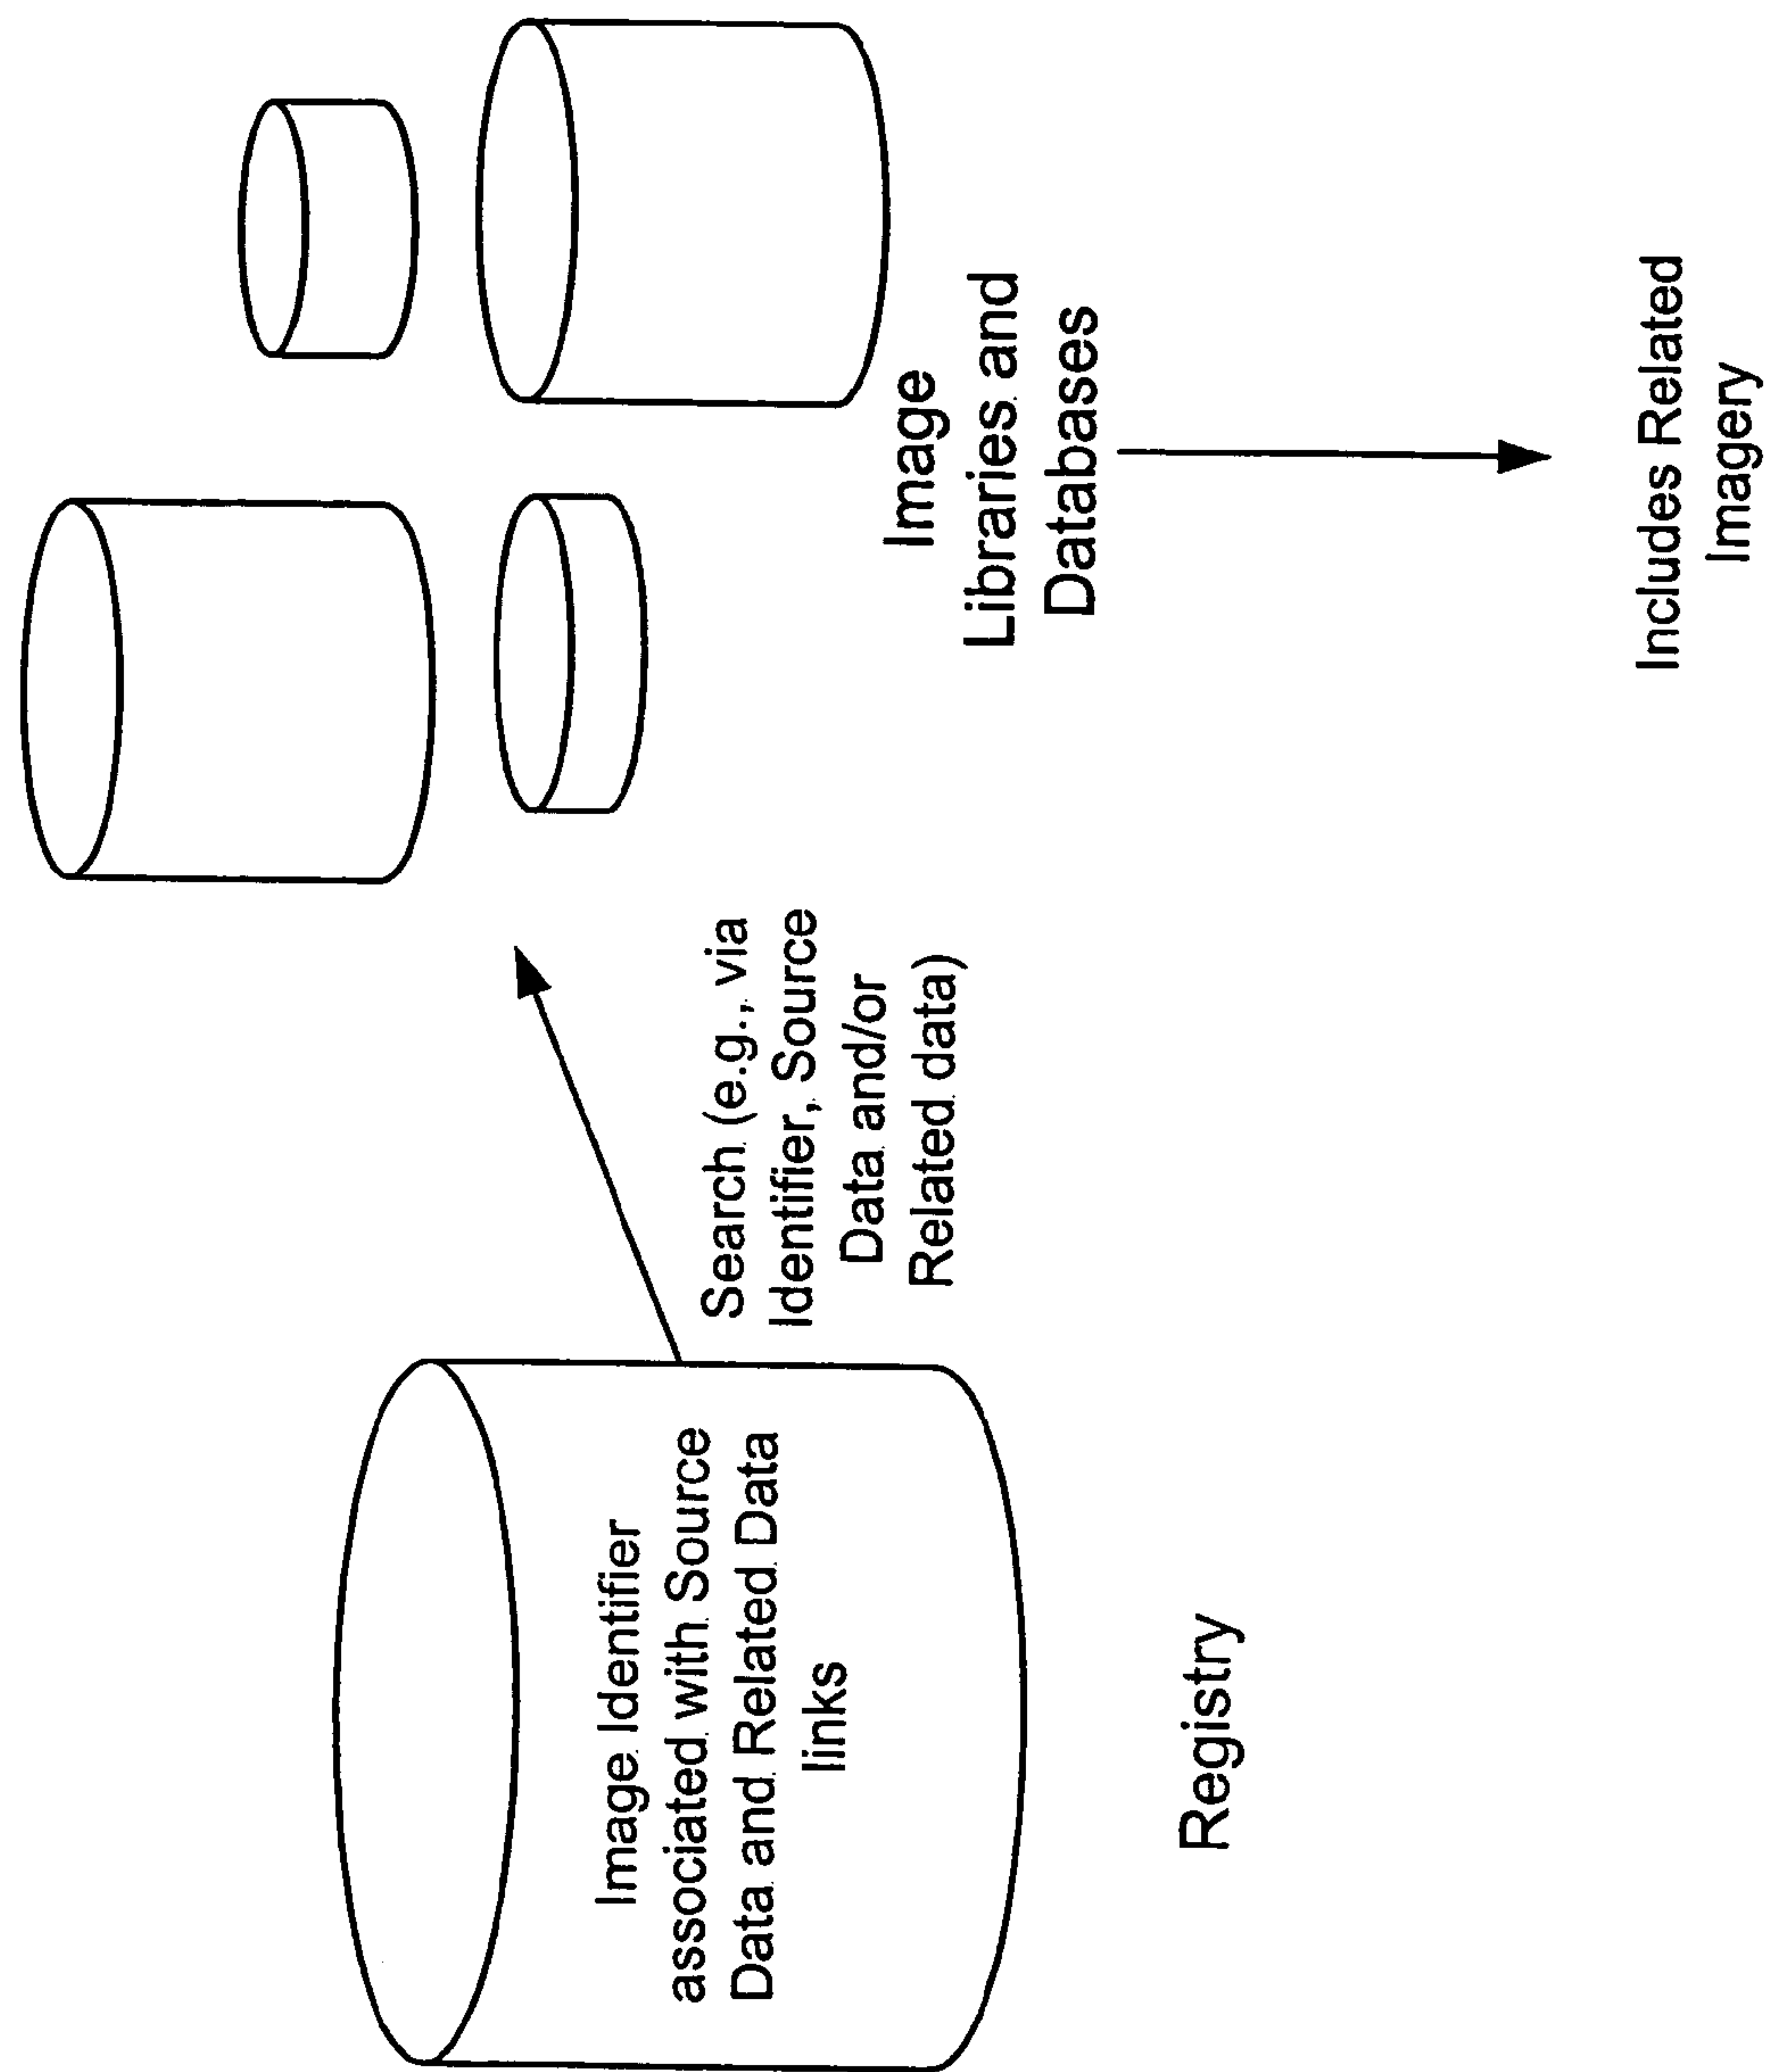 Image Identifier
associated with Source
Data and Related Data
links
Registry
Search (e.g., via
Identifier, Source
Data and/or
Related data)
Image
Libraries and
Databases
Includes Related
Imagery